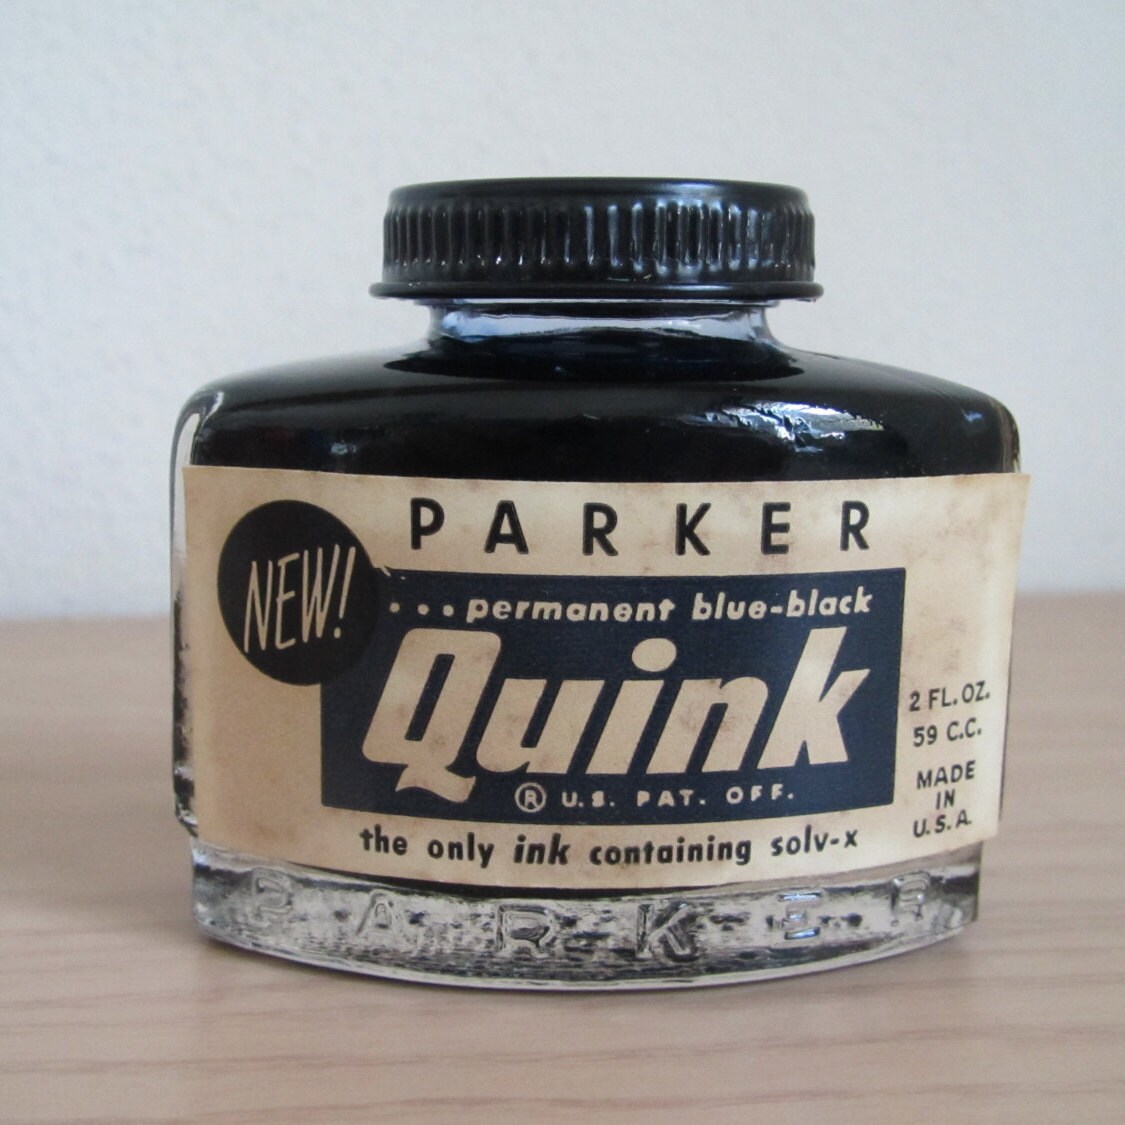 PARKER
NEW!
...permanent blue-black
Quink
® U.S. PAT. OFF.
the only ink containing solv-x
2 FL. OZ.
59 C.C.
MADE
IN
U.S.A.
PARKER